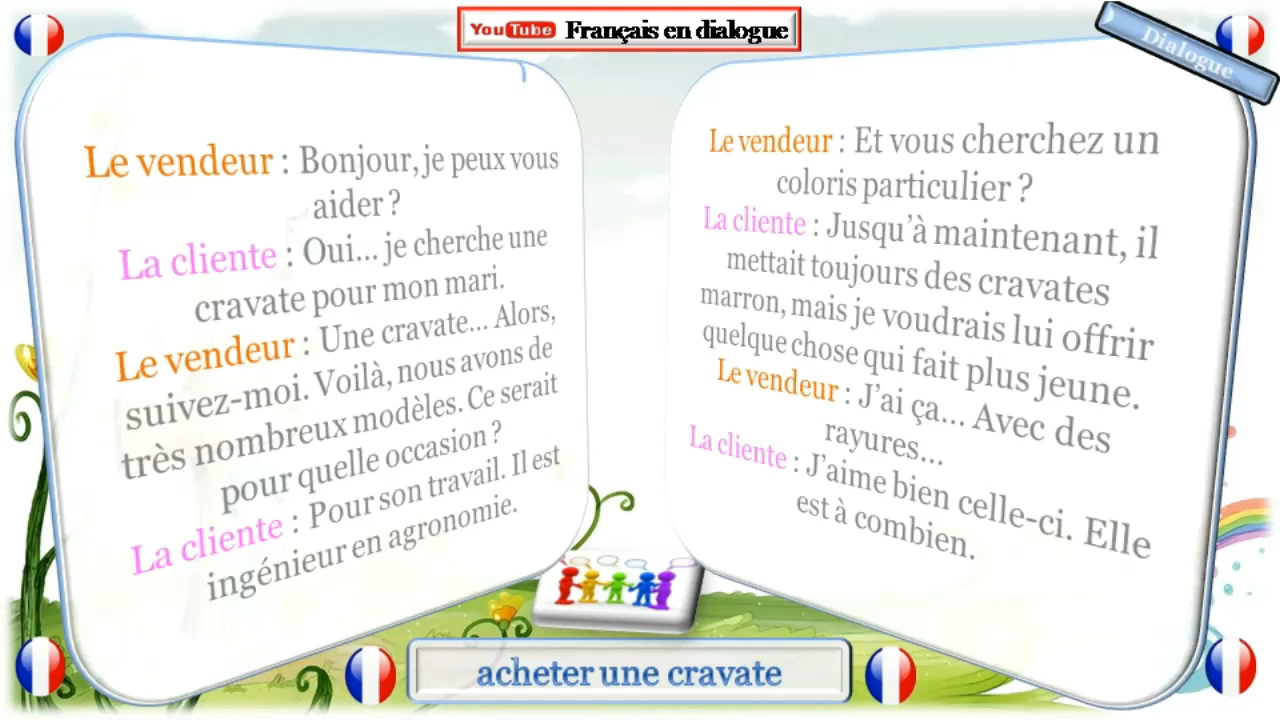 YouTube Français en dialogue
Dialogue
Le vendeur : Bonjour, je peux vous
aider ?
La cliente : Oui... je cherche une
cravate pour mon mari.
Le vendeur : Une cravate... Alors,
suivez-moi. Voilà, nous avons de
très nombreux modèles. Ce serait
pour quelle occasion ?
La cliente : Pour son travail. Il est
ingénieur en agronomie.
Le vendeur : Et vous cherchez un
coloris particulier ?
La cliente : Jusqu'à maintenant, il
mettait toujours des cravates
marron, mais je voudrais lui offrir
quelque chose qui fait plus jeune.
Le vendeur : J'ai ça... Avec des
rayures...
La cliente : J'aime bien celle-ci. Elle
est à combien.
acheter une cravate